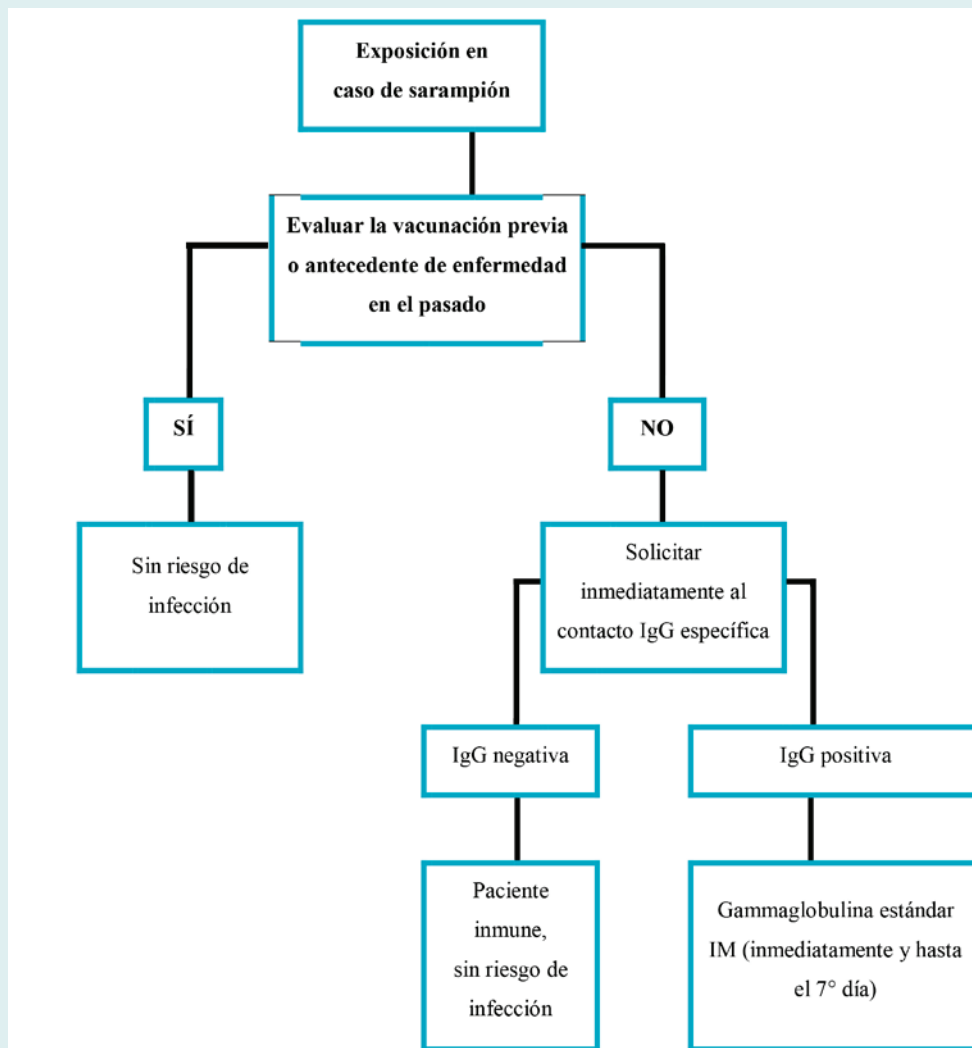 Exposición en
caso de sarampión
Evaluar la vacunación previa
o antecedente de enfermedad
en el pasado
SÍ
NO
Sin riesgo de
infección
Solicitar
inmediatamente al
contacto IgG específica
IgG negativa
IgG positiva
Paciente
inmune,
sin riesgo de
infección
Gammaglobulina estándar
IM (inmediatamente y hasta
el 7° día)